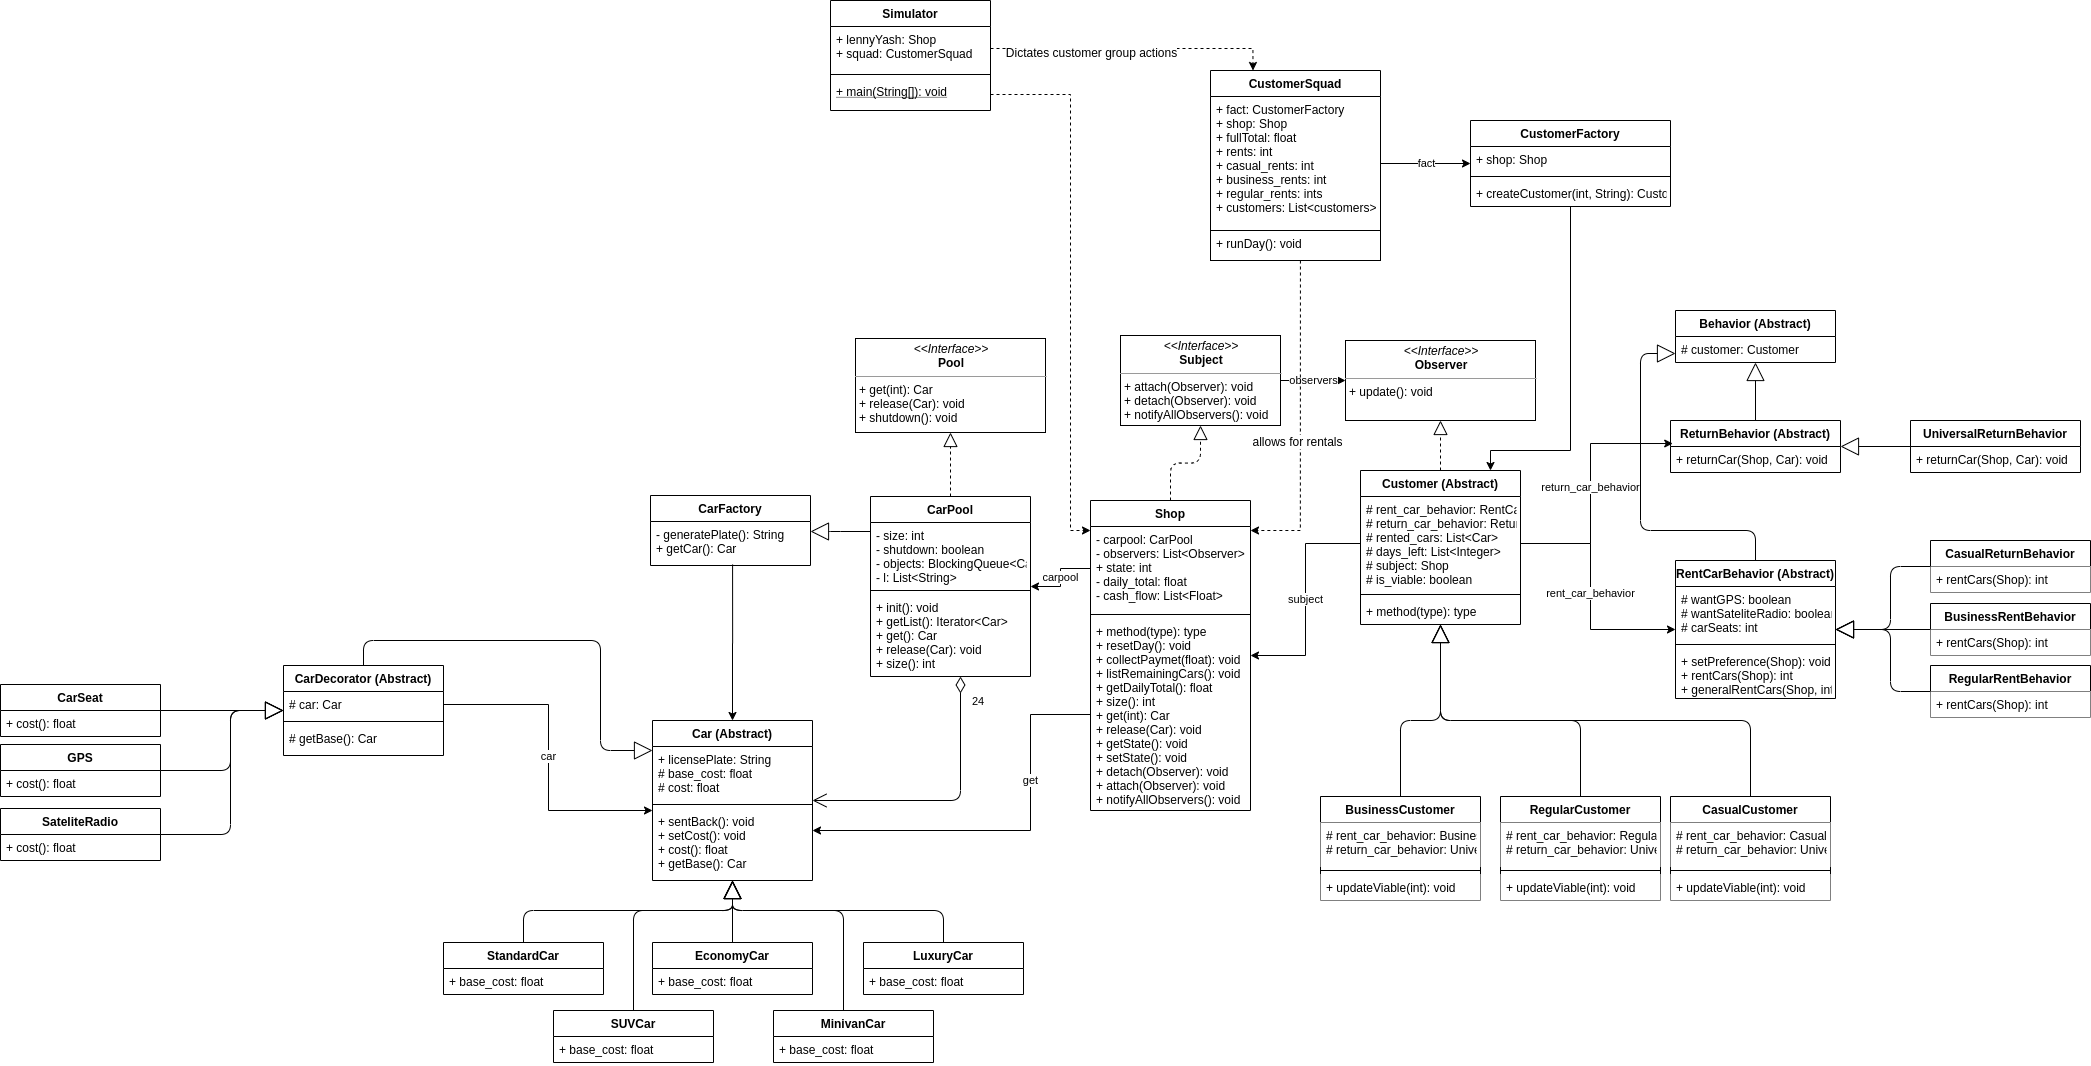 Simulator
+ lennyYash: Shop
+ squad: CustomerSquad
+ main(String[]): void
Dictates customer group actions
CustomerSquad
+ fact: CustomerFactory
+ shop: Shop
+ fullTotal: float
+ rents: int
+ casual_rents: int
+ business_rents: int
+ regular_rents: ints
+ customers: List<customers>
+ runDay(): void
fact
CustomerFactory
+ shop: Shop
+ createCustomer(int, String): Custo
Behavior (Abstract)
# customer: Customer
<<Interface>>
Pool
+ get(int): Car
+ release(Car): void
+ shutdown(): void
<<Interface>>
Subject
+ attach(Observer): void
+ detach(Observer): void
+ notifyAllObservers(): void
observers
<<Interface>>
Observer
+ update(): void
allows for rentals
ReturnBehavior (Abstract)
+ returnCar(Shop, Car): void
UniversalReturnBehavior
+ returnCar(Shop, Car): void
return_car_behavior
CarFactory
- generatePlate(): String
+ getCar(): Car
CarPool
- size: int
- shutdown: boolean
- objects: BlockingQueue<Ca
- l: List<String>
+ init(): void
+ getList(): Iterator<Car>
+ get(): Car
+ release(Car): void
+ size(): int
24
carpool
Shop
- carpool: CarPool
- observers: List<Observer>
+ state: int
- daily_total: float
- cash_flow: List<Float>
+ method(type): type
+ resetDay(): void
+ collectPaymet(float): void
+ listRemainingCars(): void
+ getDailyTotal(): float
+ size(): int
+ get(int): Car
+ release(Car): void
+ getState(): void
+ setState(): void
+ detach(Observer): void
+ attach(Observer): void
+ notifyAllObservers(): void
get
subject
Customer (Abstract)
# rent_car_behavior: RentCa
# return_car_behavior: Retur
# rented_cars: List<Car>
# days_left: List<Integer>
# subject: Shop
# is_viable: boolean
+ method(type): type
rent_car_behavior
RentCarBehavior (Abstract)
# wantGPS: boolean
# wantSateliteRadio: boolean
# carSeats: int
+ setPreference(Shop): void
+ rentCars(Shop): int
+ generalRentCars(Shop, int
CasualReturnBehavior
+ rentCars(Shop): int
BusinessRentBehavior
+ rentCars(Shop): int
RegularRentBehavior
+ rentCars(Shop): int
CarDecorator (Abstract)
# car: Car
# getBase(): Car
car
CarSeat
+ cost(): float
GPS
+ cost(): float
SateliteRadio
+ cost(): float
Car (Abstract)
+ licensePlate: String
# base_cost: float
# cost: float
+ sentBack(): void
+ setCost(): void
+ cost(): float
+ getBase(): Car
BusinessCustomer
# rent_car_behavior: Busine
# return_car_behavior: Unive
+ updateViable(int): void
RegularCustomer
# rent_car_behavior: Regula
# return_car_behavior: Unive
+ updateViable(int): void
CasualCustomer
# rent_car_behavior: Casual
# return_car_behavior: Unive
+ updateViable(int): void
StandardCar
+ base_cost: float
EconomyCar
+ base_cost: float
LuxuryCar
+ base_cost: float
SUVCar
+ base_cost: float
MinivanCar
+ base_cost: float